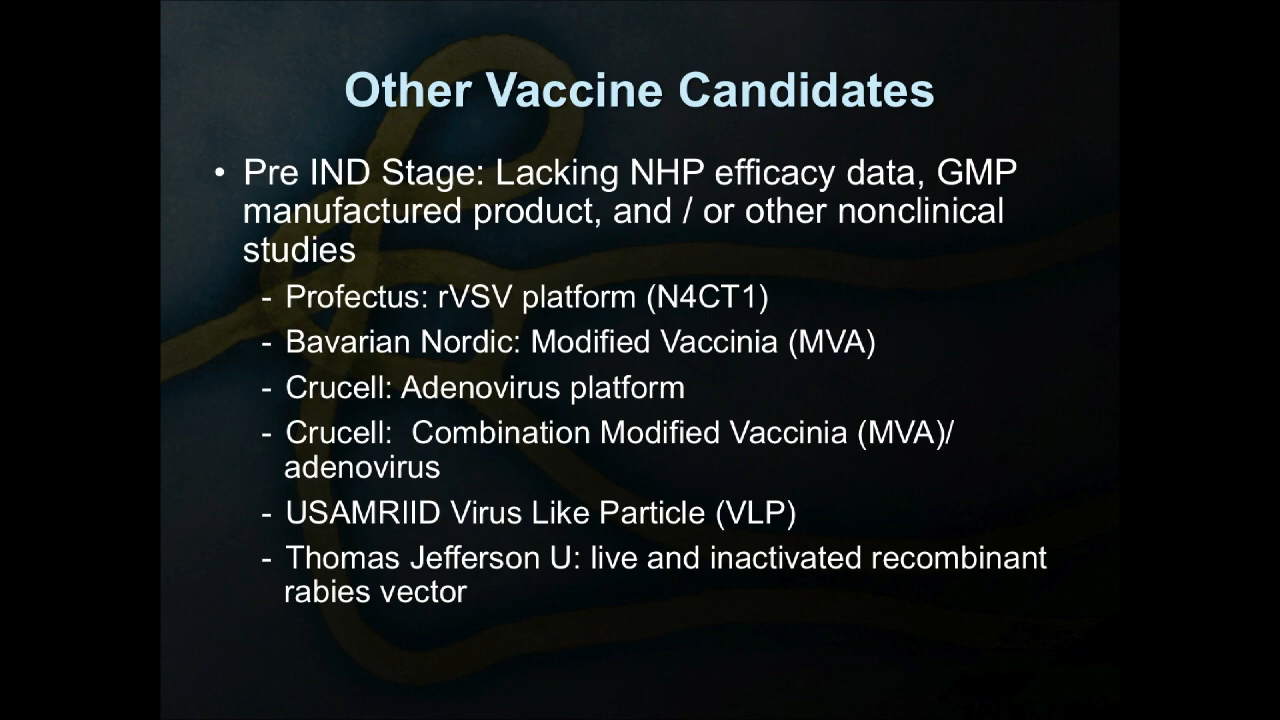 Other Vaccine Candidates
• Pre IND Stage: Lacking NHP efficacy data, GMP
manufactured product, and / or other nonclinical
studies
- Profectus: rVSV platform (N4CT1)
- Bavarian Nordic: Modified Vaccinia (MVA)
- Crucell: Adenovirus platform
- Crucell:  Combination Modified Vaccinia (MVA)/
adenovirus
- USAMRIID Virus Like Particle (VLP)
- Thomas Jefferson U: live and inactivated recombinant
rabies vector